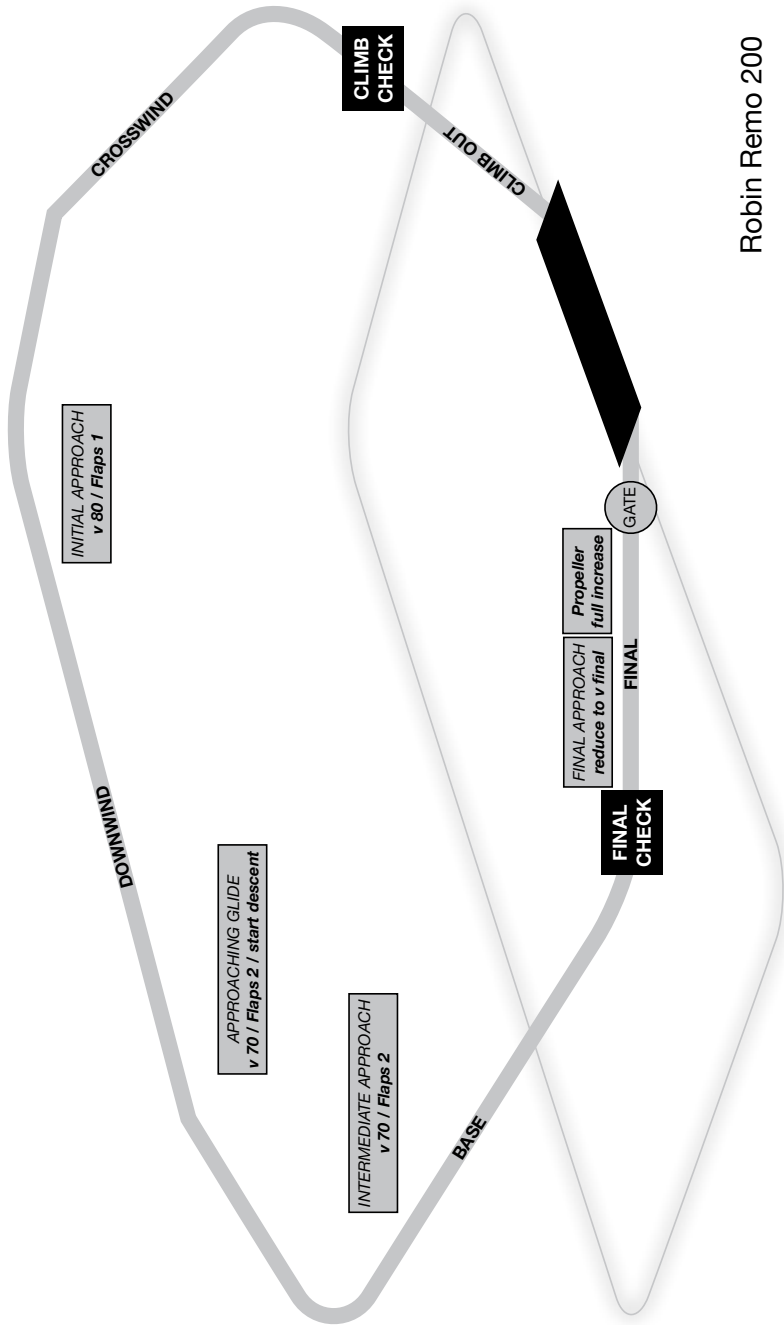 CLIMB
CHECK
CLIMB OUT
CROSSWIND
INITIAL APPROACH
v 80 / Flaps 1
DOWNWIND
APPROACHING GLIDE
v 70 / Flaps 2 / start descent
INTERMEDIATE APPROACH
v 70 / Flaps 2
BASE
FINAL
CHECK
FINAL APPROACH
reduce to v final
Propeller
full increase
FINAL
GATE
Robin Remo 200